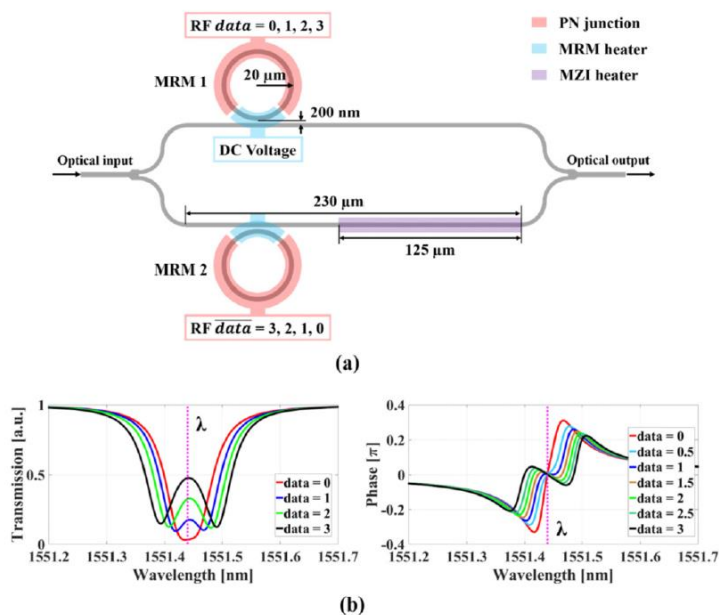 RF data = 0, 1, 2, 3
PN junction
MRM heater
MZI heater
MRM 1
20 μm
200 nm
DC Voltage
Optical input
Optical output
230 μm
125 μm
MRM 2
RF data = 3, 2, 1, 0
(a)
Transmission [a.u.]
1
0.5
0
λ
data = 0
data = 1
data = 2
data = 3
1551.2 1551.3 1551.4 1551.5 1551.6 1551.7
Wavelength [nm]
Phase [π]
0.4
0.2
0
-0.2
-0.4
λ
data = 0
data = 0.5
data = 1
data = 1.5
data = 2
data = 2.5
data = 3
1551.2 1551.3 1551.4 1551.5 1551.6 1551.7
Wavelength [nm]
(b)